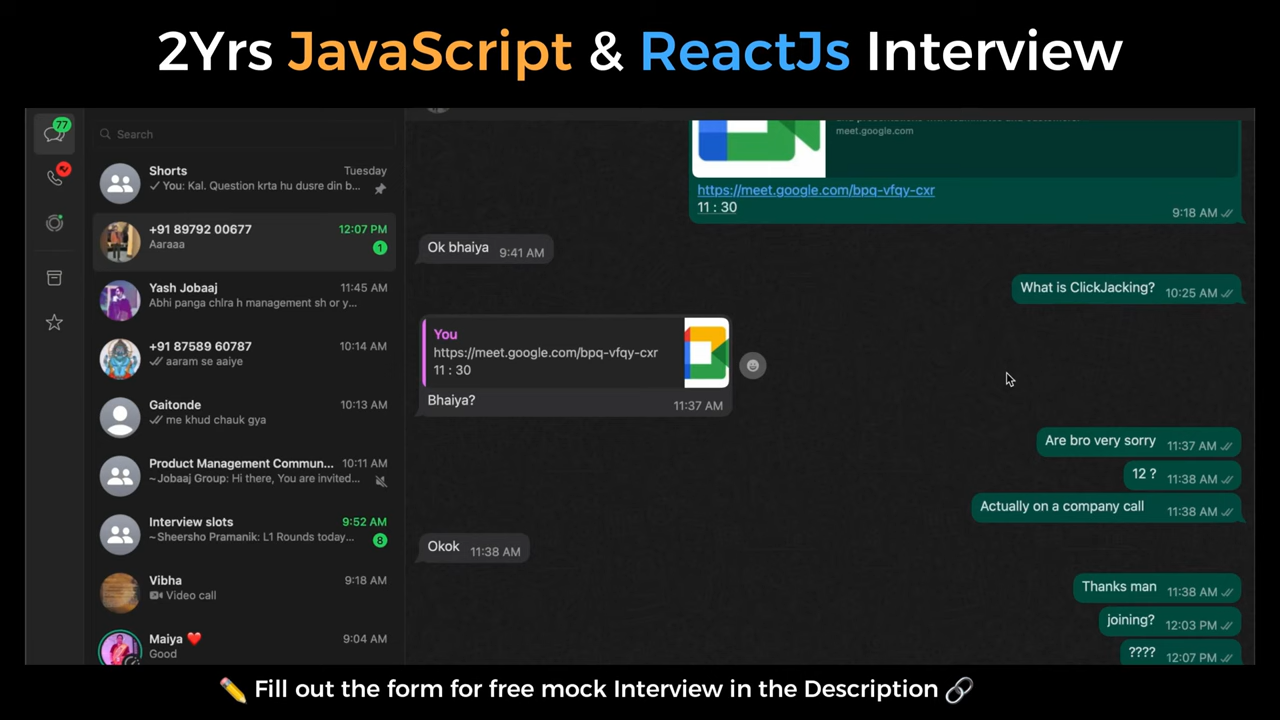 2Yrs JavaScript & ReactJs Interview
77
Search
Shorts Tuesday
You: Kal. Question krta hu dusre din b...
+91 89792 00677 12:07 PM
Aaraaa 1
Yash Jobaaj 11:45 AM
Abhi panga chlra h management sh or y...
+91 87589 60787 10:14 AM
aaram se aaiye
Gaitonde 10:13 AM
me khud chauk gya
Product Management Commun... 10:11 AM
~Jobaaj Group: Hi there, You are invited...
Interview slots 9:52 AM
~Sheersho Pramanik: L1 Rounds today... 8
Vibha 9:18 AM
Video call
Maiya ❤️ 9:04 AM
Good
meet.google.com
https://meet.google.com/bpq-vfqy-cxr
11 : 30
9:18 AM
Ok bhaiya 9:41 AM
What is ClickJacking? 10:25 AM
You
https://meet.google.com/bpq-vfqy-cxr
11 : 30
Bhaiya? 11:37 AM
Are bro very sorry 11:37 AM
12 ? 11:38 AM
Actually on a company call 11:38 AM
Okok 11:38 AM
Thanks man 11:38 AM
joining? 12:03 PM
???? 12:07 PM
✏️ Fill out the form for free mock Interview in the Description 🔗